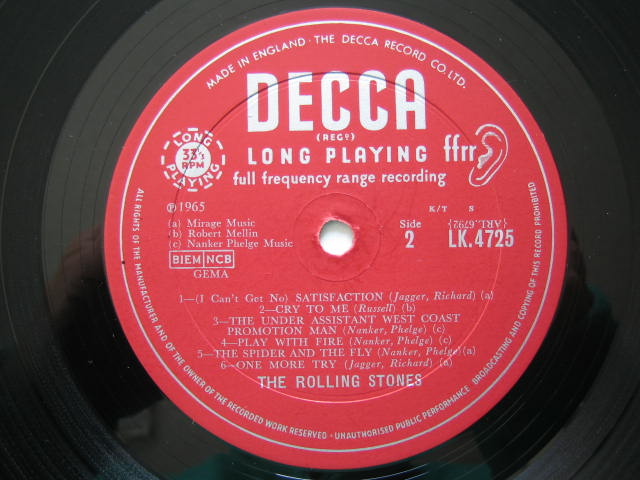 MADE IN ENGLAND · THE DECCA RECORD CO. LTD.
DECCA
(REGD)
LONG PLAYING
ffrr
full frequency range recording
LONG PLAYING
33⅓
RPM
℗ 1965
K/T S
(a) Mirage Music
(b) Robert Mellin
(c) Nanker Phelge Music
Side
2
{ARL.6792}
LK.4725
BIEM NCB
GEMA
1—(I Can't Get No) SATISFACTION (Jagger, Richard) (a)
2—CRY TO ME (Russell) (b)
3—THE UNDER ASSISTANT WEST COAST
PROMOTION MAN (Nanker, Phelge) (c)
4—PLAY WITH FIRE (Nanker, Phelge) (c)
5—THE SPIDER AND THE FLY (Nanker, Phelge) (a)
6—ONE MORE TRY (Jagger, Richard) (a)
THE ROLLING STONES
ALL RIGHTS OF THE MANUFACTURER AND OF THE OWNER OF THE RECORDED WORK RESERVED · UNAUTHORISED PUBLIC PERFORMANCE BROADCASTING AND COPYING OF THIS RECORD PROHIBITED